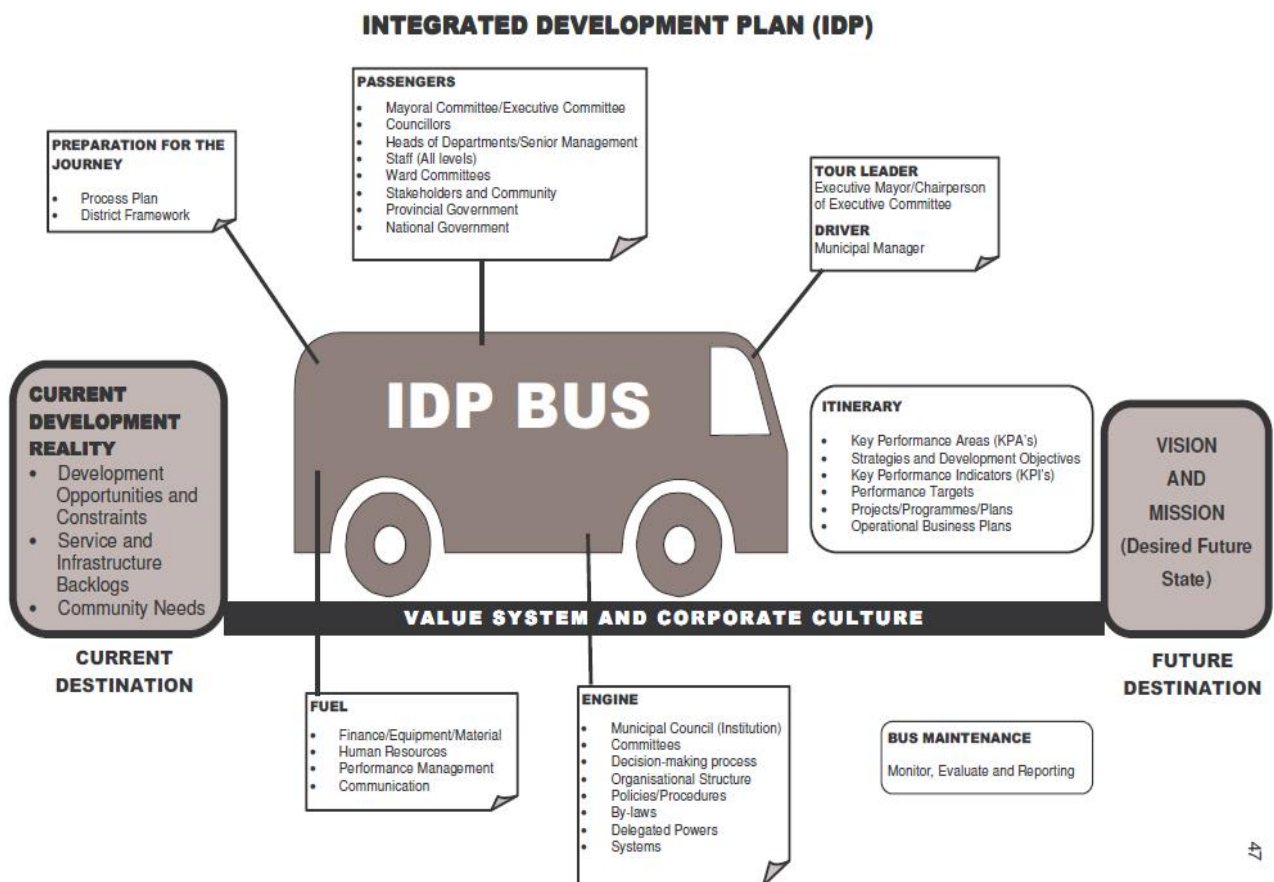 INTEGRATED DEVELOPMENT PLAN (IDP)
PREPARATION FOR THE
JOURNEY
• Process Plan
• District Framework
PASSENGERS
• Mayoral Committee/Executive Committee
• Councillors
• Heads of Departments/Senior Management
• Staff (All levels)
• Ward Committees
• Stakeholders and Community
• Provincial Government
• National Government
TOUR LEADER
Executive Mayor/Chairperson
of Executive Committee
DRIVER
Municipal Manager
CURRENT
DEVELOPMENT
REALITY
• Development
Opportunities and
Constraints
• Service and
Infrastructure
Backlogs
• Community Needs
IDP BUS
ITINERARY
• Key Performance Areas (KPA's)
• Strategies and Development Objectives
• Key Performance Indicators (KPI's)
• Performance Targets
• Projects/Programmes/Plans
• Operational Business Plans
VISION
AND
MISSION
(Desired Future
State)
VALUE SYSTEM AND CORPORATE CULTURE
CURRENT
DESTINATION
FUTURE
DESTINATION
FUEL
• Finance/Equipment/Material
• Human Resources
• Performance Management
• Communication
ENGINE
• Municipal Council (Institution)
• Committees
• Decision-making process
• Organisational Structure
• Policies/Procedures
• By-laws
• Delegated Powers
• Systems
BUS MAINTENANCE
Monitor, Evaluate and Reporting
47